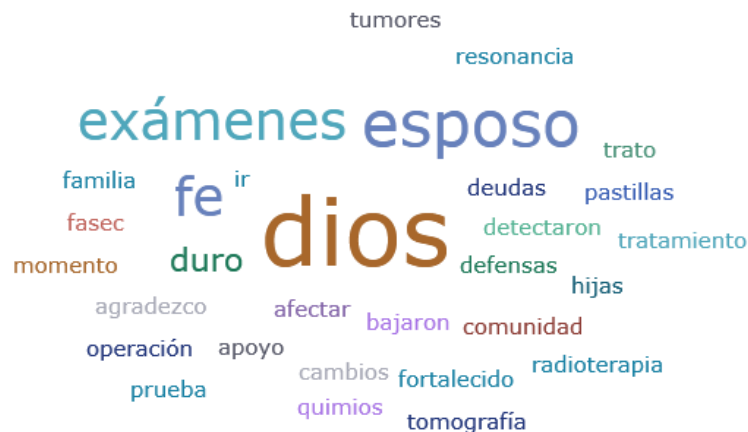 tumores
resonancia
exámenes esposo
trato
familia fe ir deudas pastillas
fasec dios detectaron tratamiento
momento duro defensas
hijas
agradezco afectar bajaron comunidad
operación apoyo
cambios fortalecido radioterapia
prueba
quimios tomografía